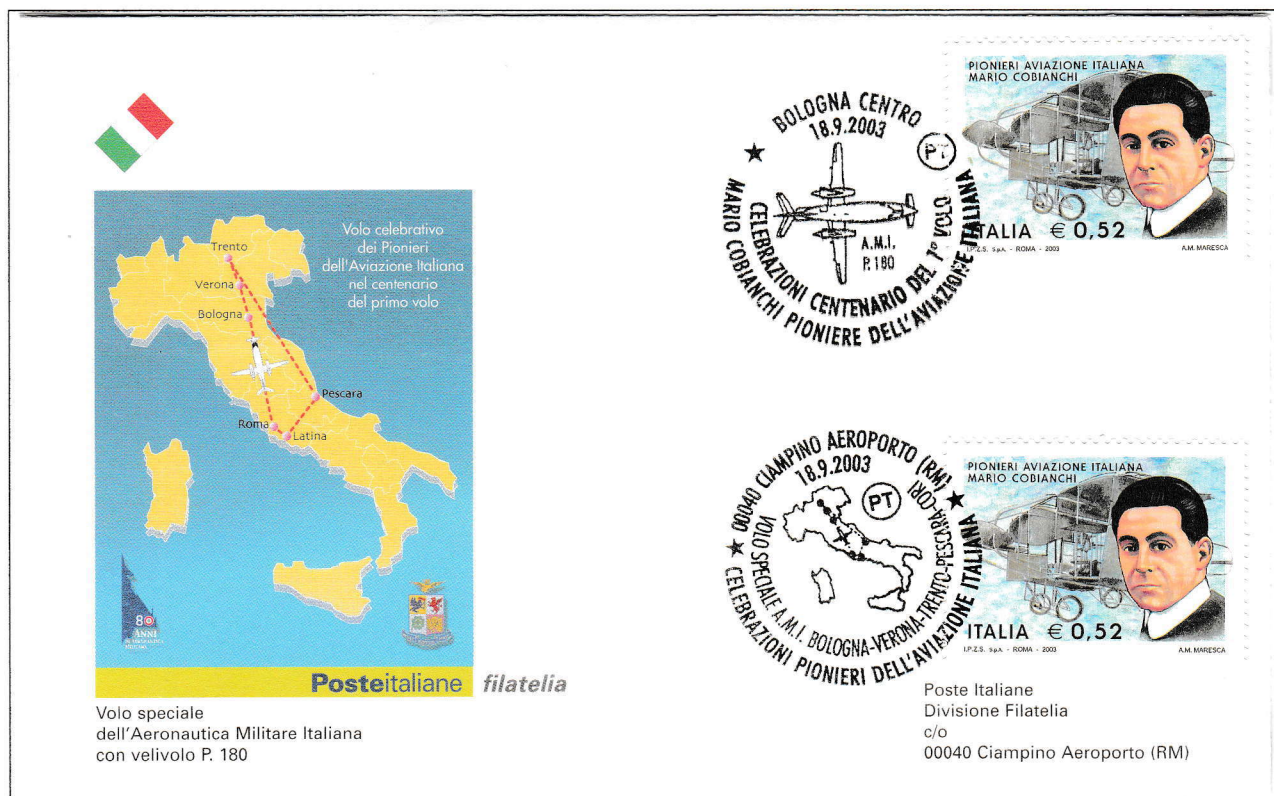 Volo celebrativo
dei Pionieri
dell'Aviazione Italiana
nel centenario
del primo volo
Trento
Verona
Bologna
Pescara
Roma
Latina
80
ANNI
Posteitaliane filatelia
Volo speciale
dell'Aeronautica Militare Italiana
con velivolo P. 180
BOLOGNA CENTRO
18.9.2003
PT
A.M.I.
P.180
CELEBRAZIONI CENTENARIO DEL 1° VOLO
★ MARIO COBIANCHI PIONIERE DELL'AVIAZIONE ITALIANA
PIONIERI AVIAZIONE ITALIANA
MARIO COBIANCHI
ITALIA € 0,52
I.P.Z.S. S.p.A. - ROMA - 2003 A.M. MARESCA
★ 00040 CIAMPINO AEROPORTO (RM) ★
18.9.2003
PT
VOLO SPECIALE A.M.I. BOLOGNA-VERONA-TRENTO-PESCARA-CORI
CELEBRAZIONI PIONIERI DELL'AVIAZIONE ITALIANA
PIONIERI AVIAZIONE ITALIANA
MARIO COBIANCHI
ITALIA € 0,52
I.P.Z.S. S.p.A. - ROMA - 2003 A.M. MARESCA
Poste Italiane
Divisione Filatelia
c/o
00040 Ciampino Aeroporto (RM)